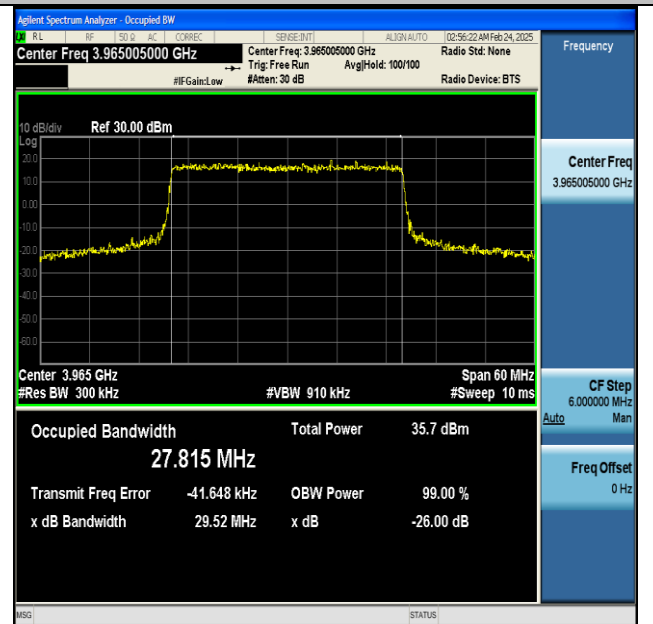 Agilent Spectrum Analyzer - Occupied BW
LXI RL RF 50 Ω AC CORREC SENSE:INT ALIGN AUTO 02:56:22 AM Feb 24, 2025
Center Freq 3.965005000 GHz
Center Freq: 3.965005000 GHz Radio Std: None
Trig: Free Run Avg|Hold: 100/100
#IFGain:Low #Atten: 30 dB Radio Device: BTS
Frequency
10 dB/div Ref 30.00 dBm
Log
20.0
10.0
0.00
-10.0
-20.0
-30.0
-40.0
-50.0
-60.0
Center 3.965 GHz Span 60 MHz
#Res BW 300 kHz #VBW 910 kHz #Sweep 10 ms
Occupied Bandwidth Total Power 35.7 dBm
27.815 MHz
Transmit Freq Error -41.648 kHz OBW Power 99.00 %
x dB Bandwidth 29.52 MHz x dB -26.00 dB
Center Freq
3.965005000 GHz
CF Step
6.000000 MHz
Auto Man
Freq Offset
0 Hz
MSG STATUS